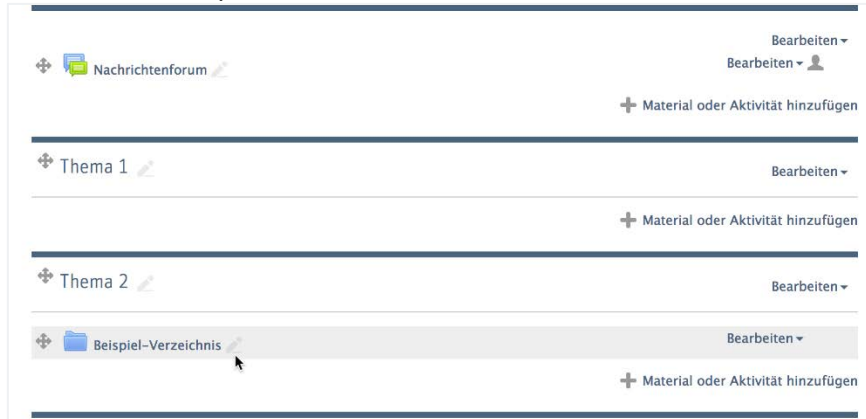 Bearbeiten
Nachrichtenforum
Bearbeiten
Material oder Aktivität hinzufügen
Thema 1
Bearbeiten
Material oder Aktivität hinzufügen
Thema 2
Bearbeiten
Beispiel-Verzeichnis
Bearbeiten
Material oder Aktivität hinzufügen